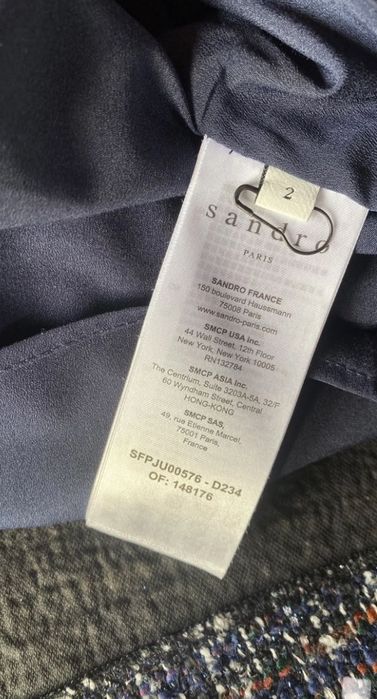 2
sandro
PARIS
SANDRO FRANCE
150 boulevard Haussmann
75008 Paris
www.sandro-paris.com
SMCP USA Inc.
44 Wall Street, 12th Floor
New York, New York 10005
RN132784
SMCP ASIA Inc.
The Centrium, Suite 3203A-5A, 32/F
60 Wyndham Street, Central
HONG-KONG
SMCP SAS,
49, rue Etienne Marcel,
75001 Paris,
France
SFPJU00576 - D234
OF: 148176